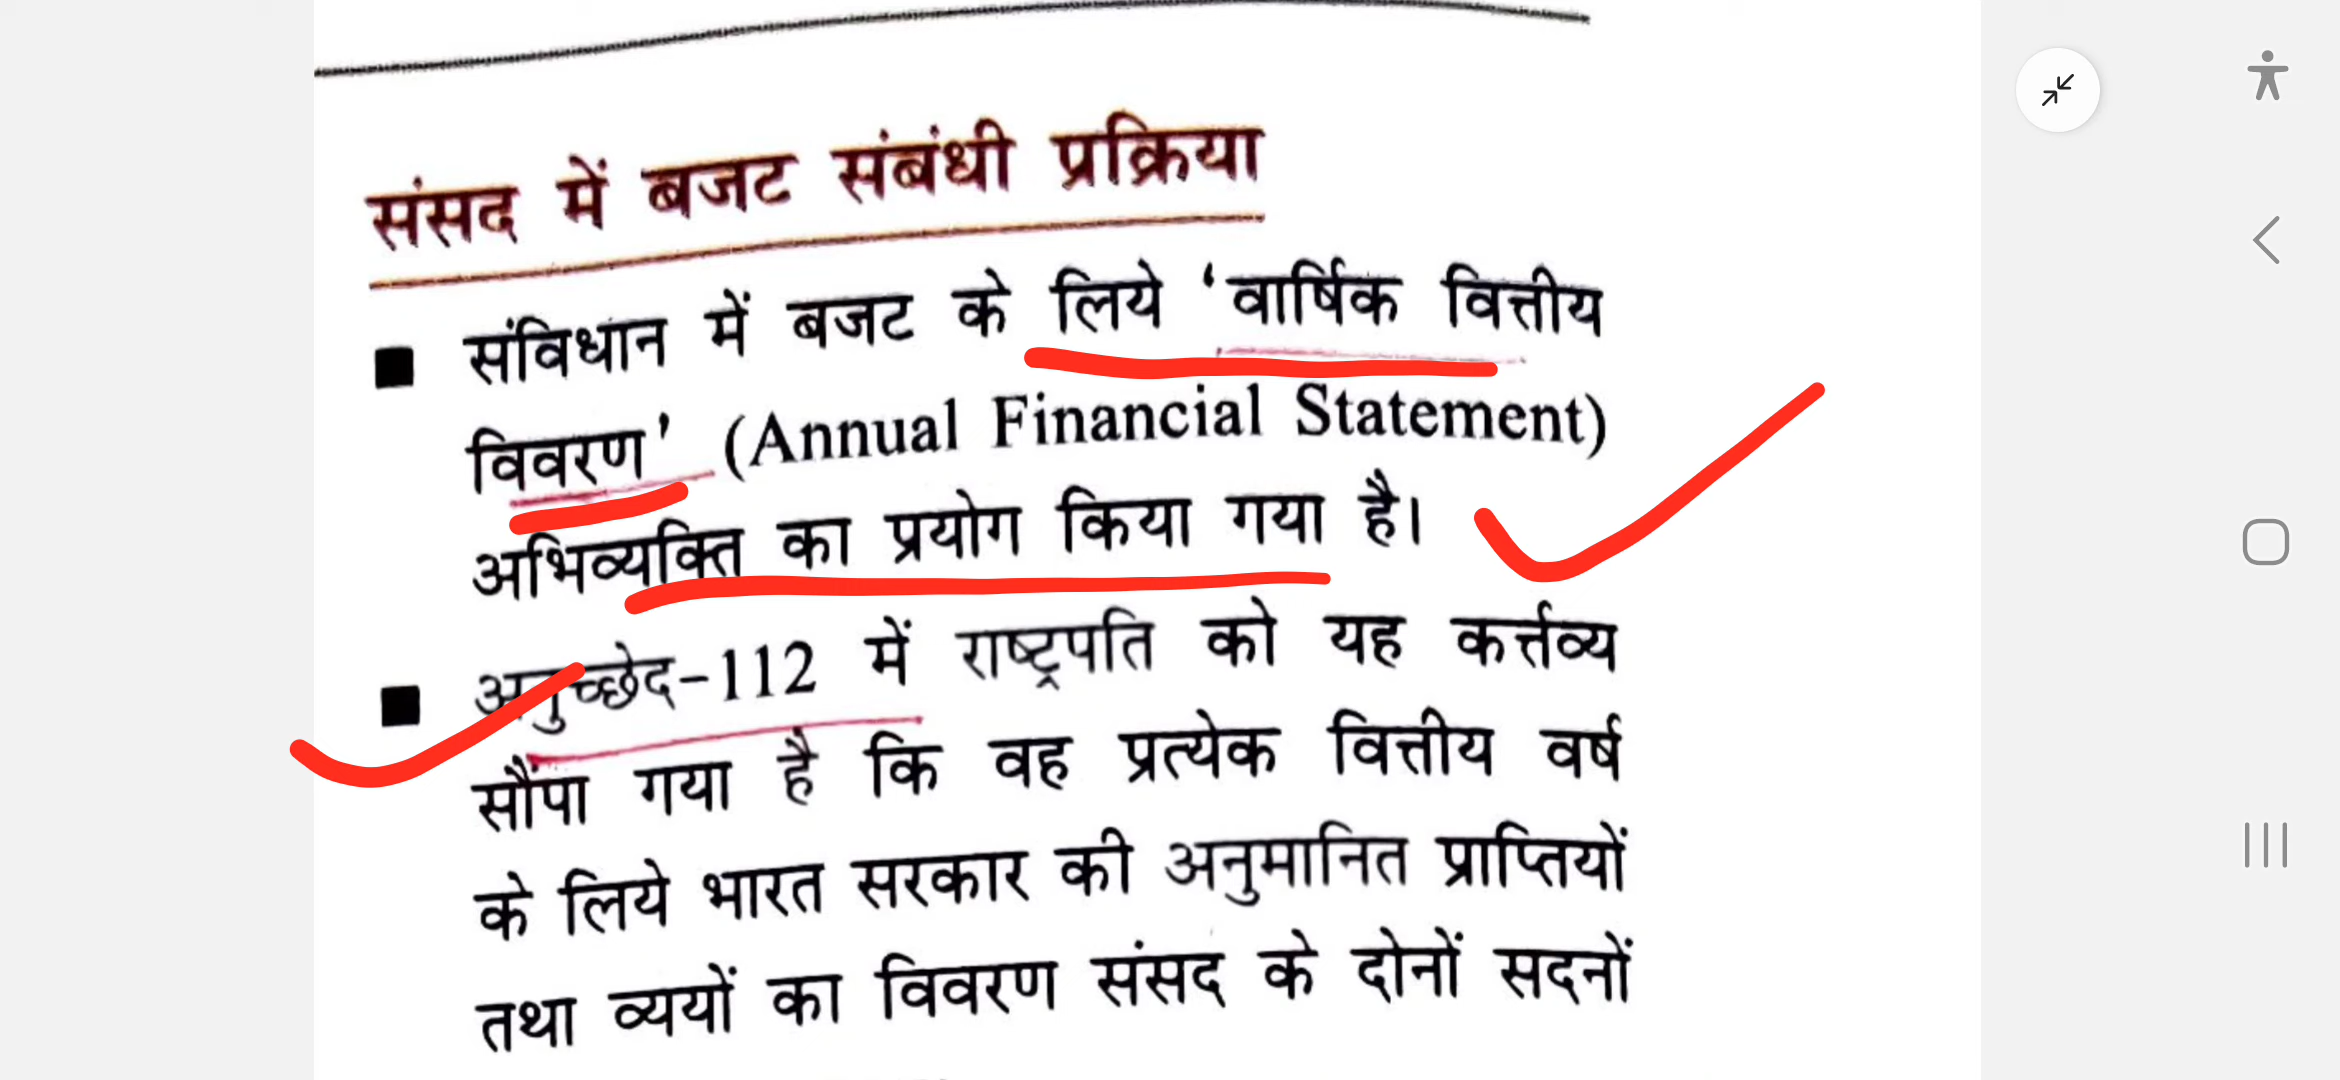 संसद में बजट संबंधी प्रक्रिया
■ संविधान में बजट के लिये ‘वार्षिक वित्तीय
विवरण’ (Annual Financial Statement)
अभिव्यक्ति का प्रयोग किया गया है।
■ अनुच्छेद-112 में राष्ट्रपति को यह कर्त्तव्य
सौंपा गया है कि वह प्रत्येक वित्तीय वर्ष
के लिये भारत सरकार की अनुमानित प्राप्तियों
तथा व्ययों का विवरण संसद के दोनों सदनों